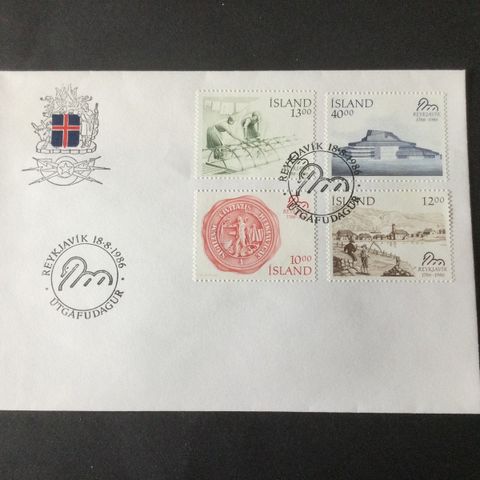 ÍSLAND
13.00
ÍSLAND
40.00
REYKJAVÍK
1786-1986
REYKJAVÍK 18·8·1986
ÚTGÁFUDAGUR
10.00
ÍSLAND
12.00
REYKJAVÍK
1786-1986
ÍSLAND
REYKJAVÍK 18·8·1986
ÚTGÁFUDAGUR